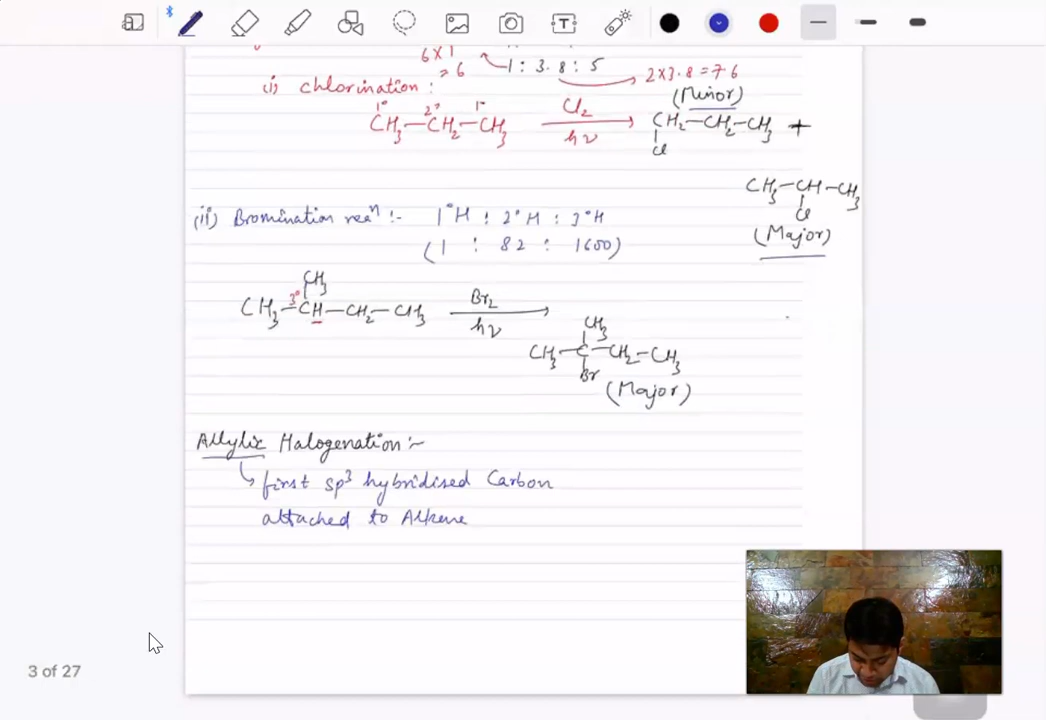 6×1
= 6
1 : 3.8 : 5
2×3.8 = 7.6
(i) chlorination :
(Minor)
1° 2° 1°
CH3–CH2–CH3
Cl2
hν
CH2–CH2–CH3 +
Cl
CH3–CH–CH3
Cl
(Major)
(ii) Bromination reaⁿ :- 1°H : 2°H : 3°H
(1 : 82 : 1600)
CH3
3°
CH3–CH–CH2–CH3
Br2
hν
CH3
CH3–C–CH2–CH3
Br
(Major)
Allylic Halogenation :-
first sp3 hybridised Carbon
attached to Alkene
3 of 27